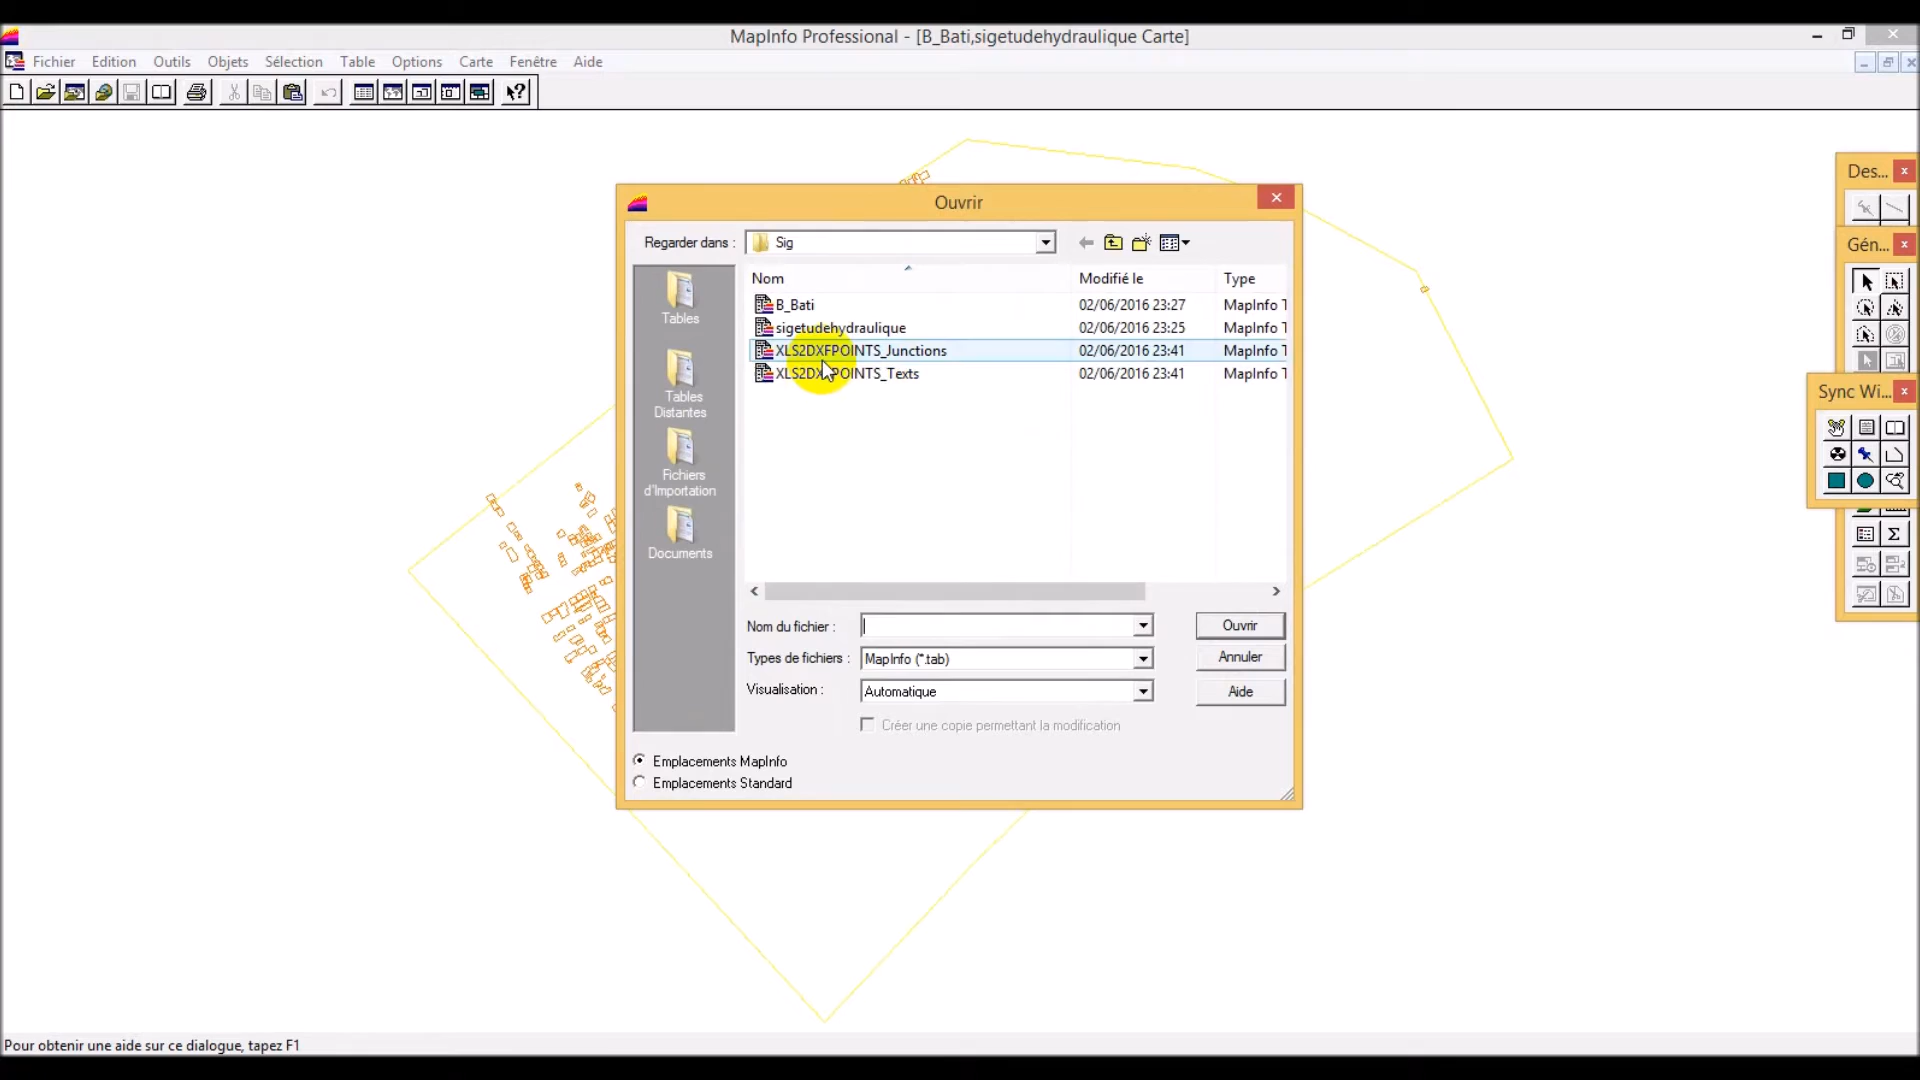 MapInfo Professional - [B_Bati,sigetudehydraulique Carte]
Fichier Edition Outils Objets Sélection Table Options Carte Fenêtre Aide
Des...
Gén...
Sync Wi...
Ouvrir
Regarder dans : Sig
Nom Modifié le Type
B_Bati 02/06/2016 23:27 MapInfo T
sigetudehydraulique 02/06/2016 23:25 MapInfo T
XLS2DXFPOINTS_Junctions 02/06/2016 23:41 MapInfo T
XLS2DXFPOINTS_Texts 02/06/2016 23:41 MapInfo T
Tables
Tables
Distantes
Fichiers
d'Importation
Documents
Nom du fichier : Ouvrir
Types de fichiers : MapInfo (*.tab) Annuler
Visualisation : Automatique Aide
Créer une copie permettant la modification
Emplacements MapInfo
Emplacements Standard
Pour obtenir une aide sur ce dialogue, tapez F1